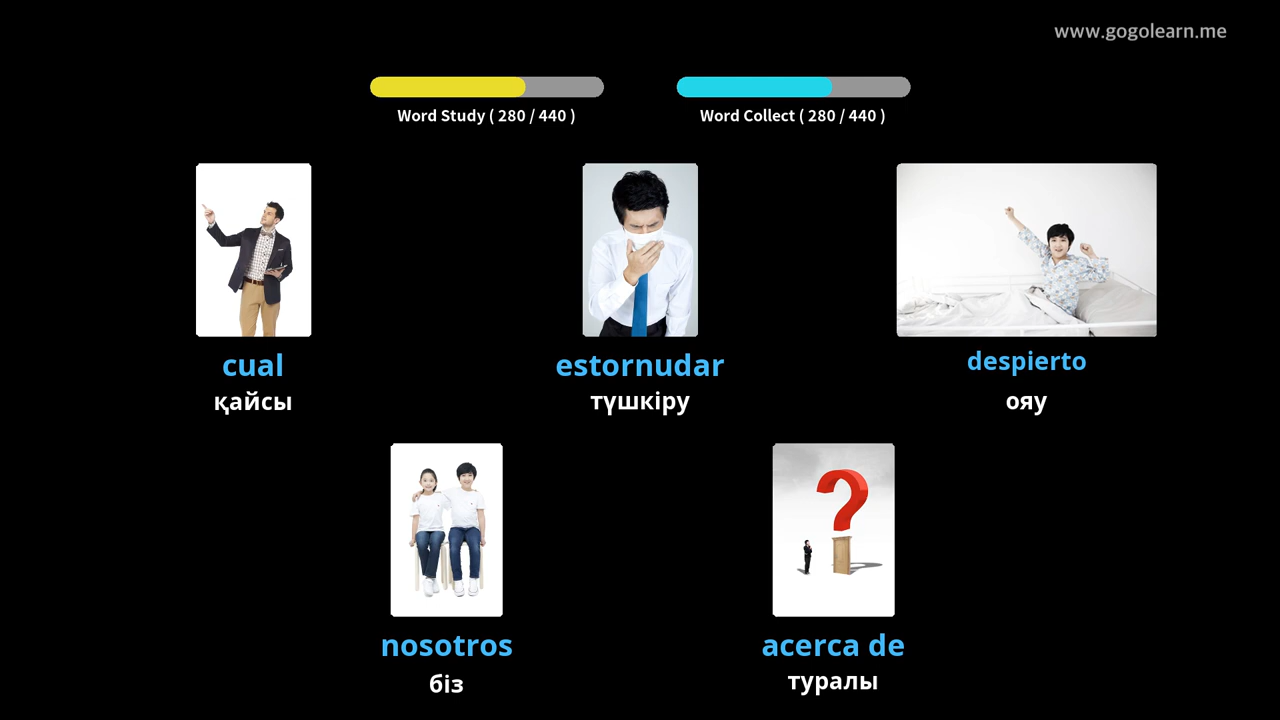 www.gogolearn.me
Word Study ( 280 / 440 )
Word Collect ( 280 / 440 )
cual
қайсы
estornudar
түшкіру
despierto
ояу
nosotros
біз
acerca de
туралы